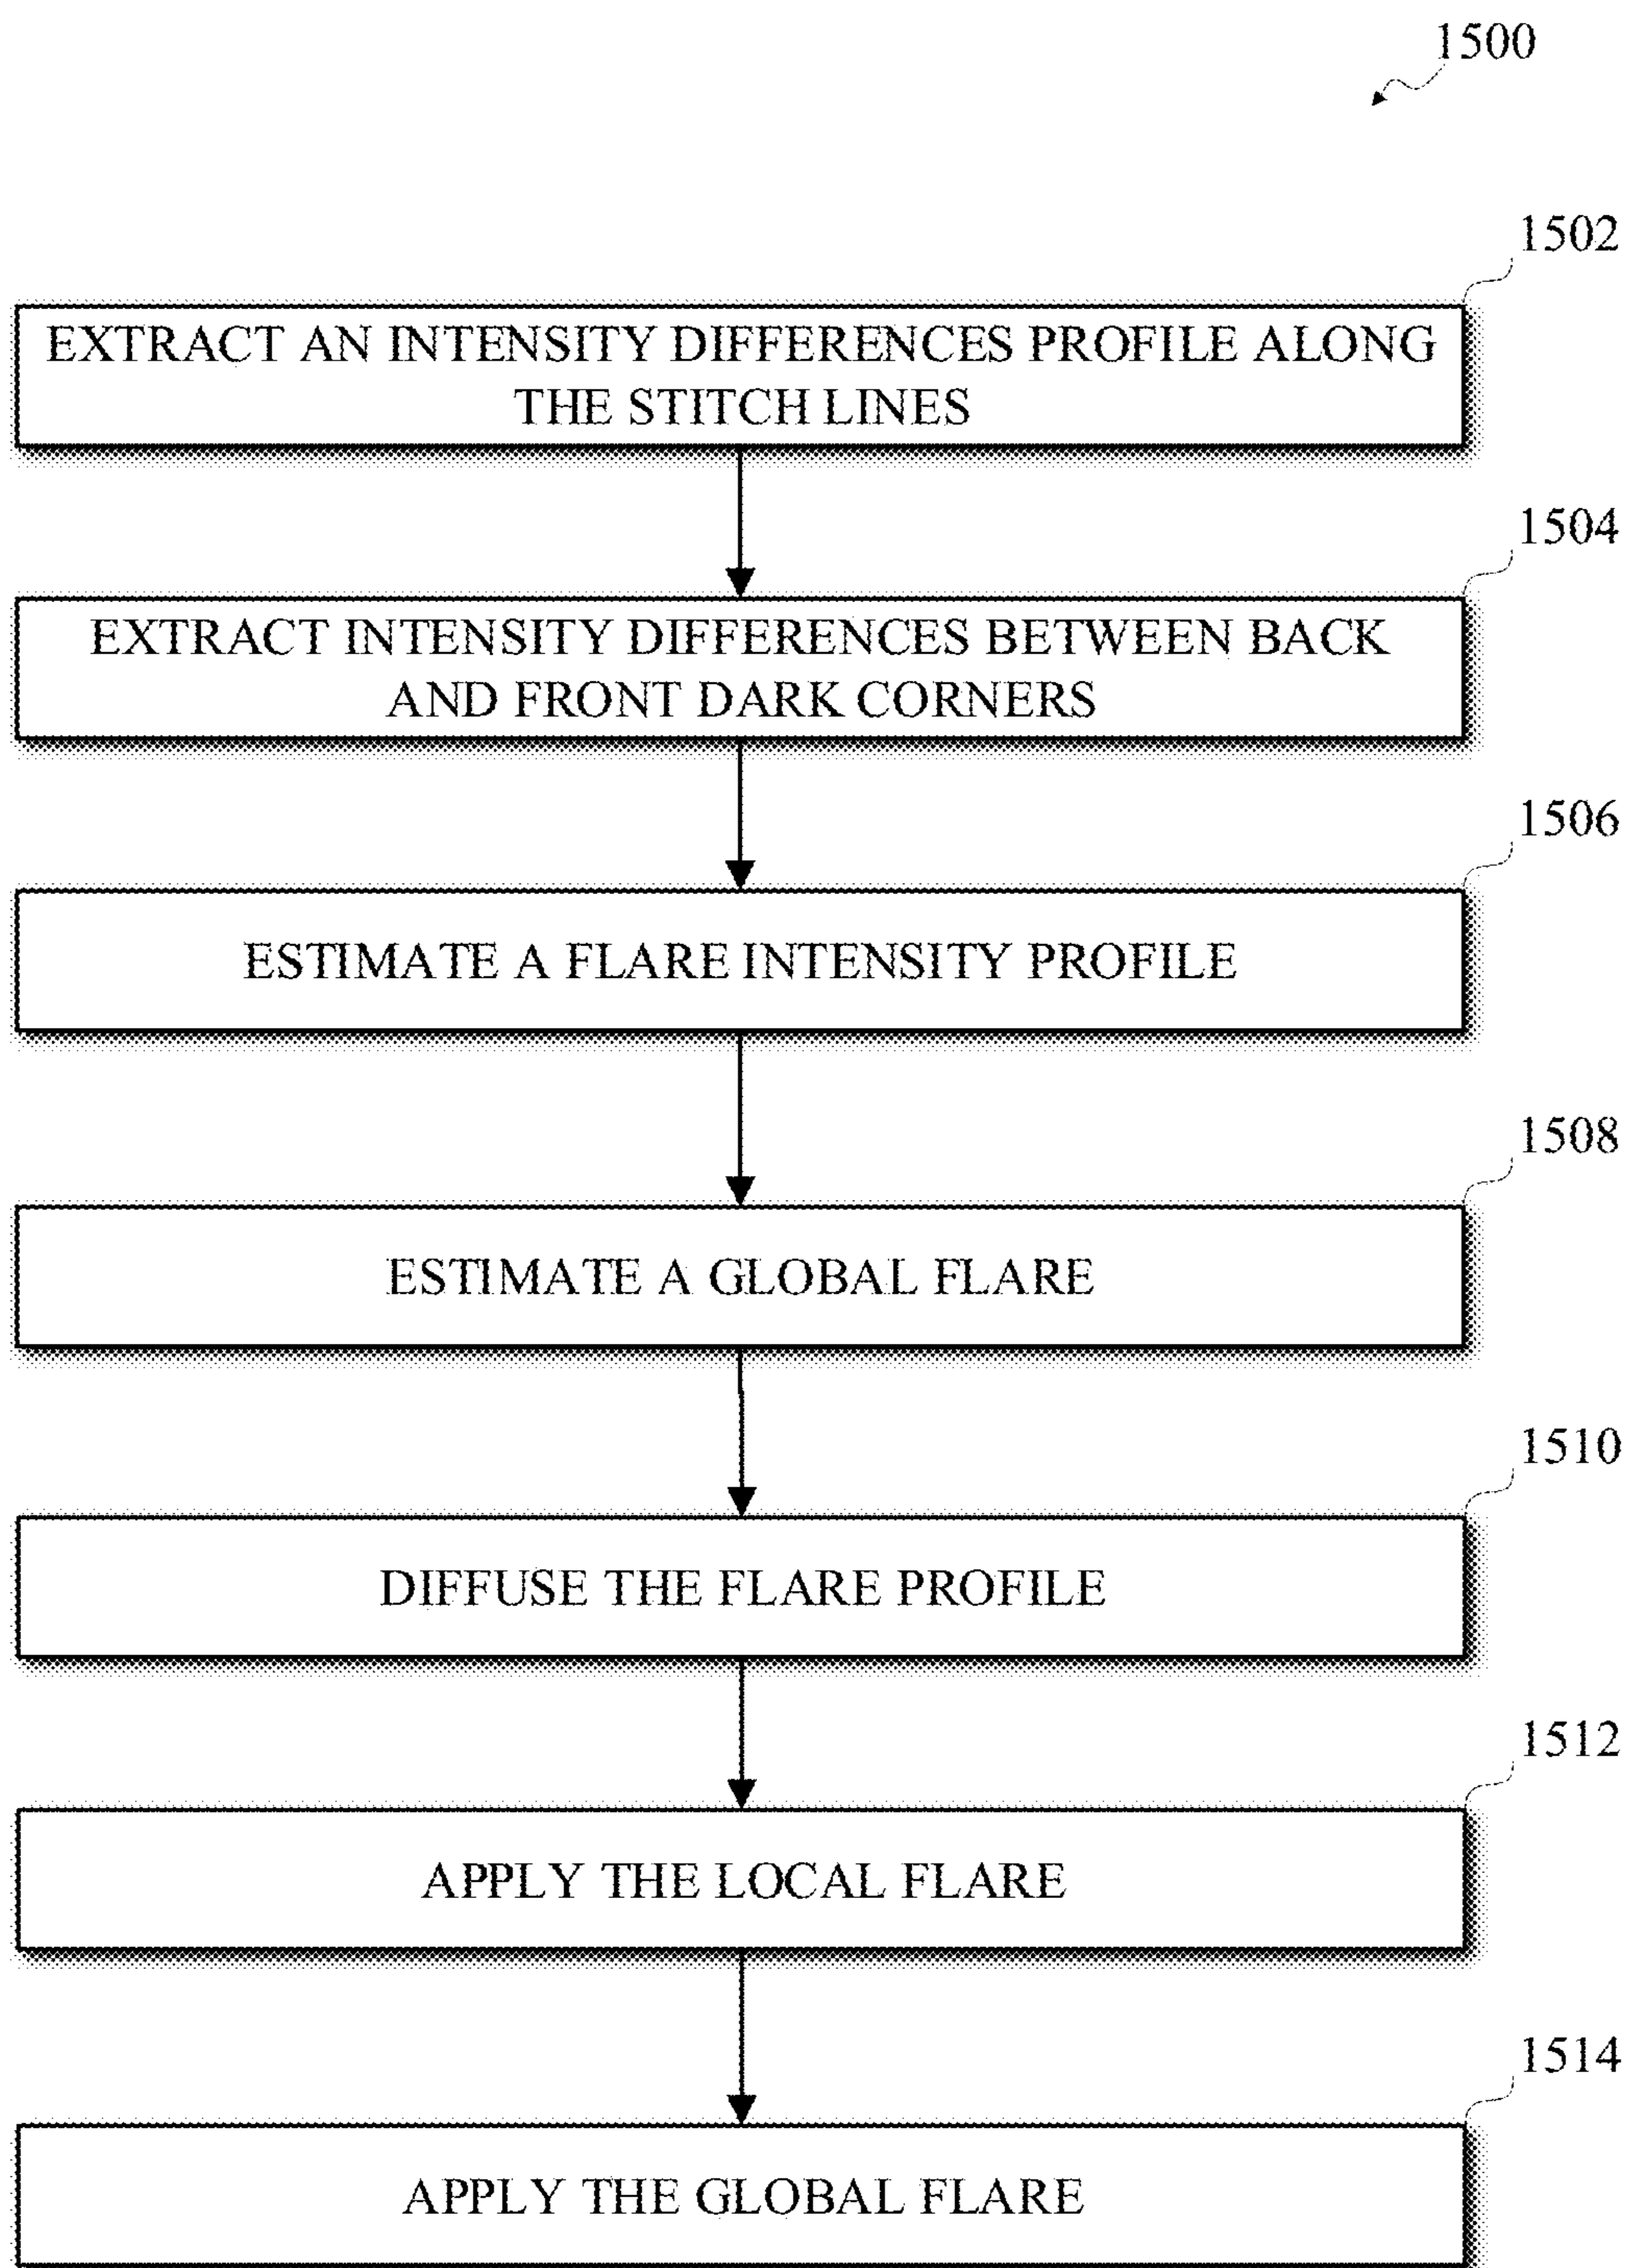 1500
1502
EXTRACT AN INTENSITY DIFFERENCES PROFILE ALONG
THE STITCH LINES
1504
EXTRACT INTENSITY DIFFERENCES BETWEEN BACK
AND FRONT DARK CORNERS
1506
ESTIMATE A FLARE INTENSITY PROFILE
1508
ESTIMATE A GLOBAL FLARE
1510
DIFFUSE THE FLARE PROFILE
1512
APPLY THE LOCAL FLARE
1514
APPLY THE GLOBAL FLARE